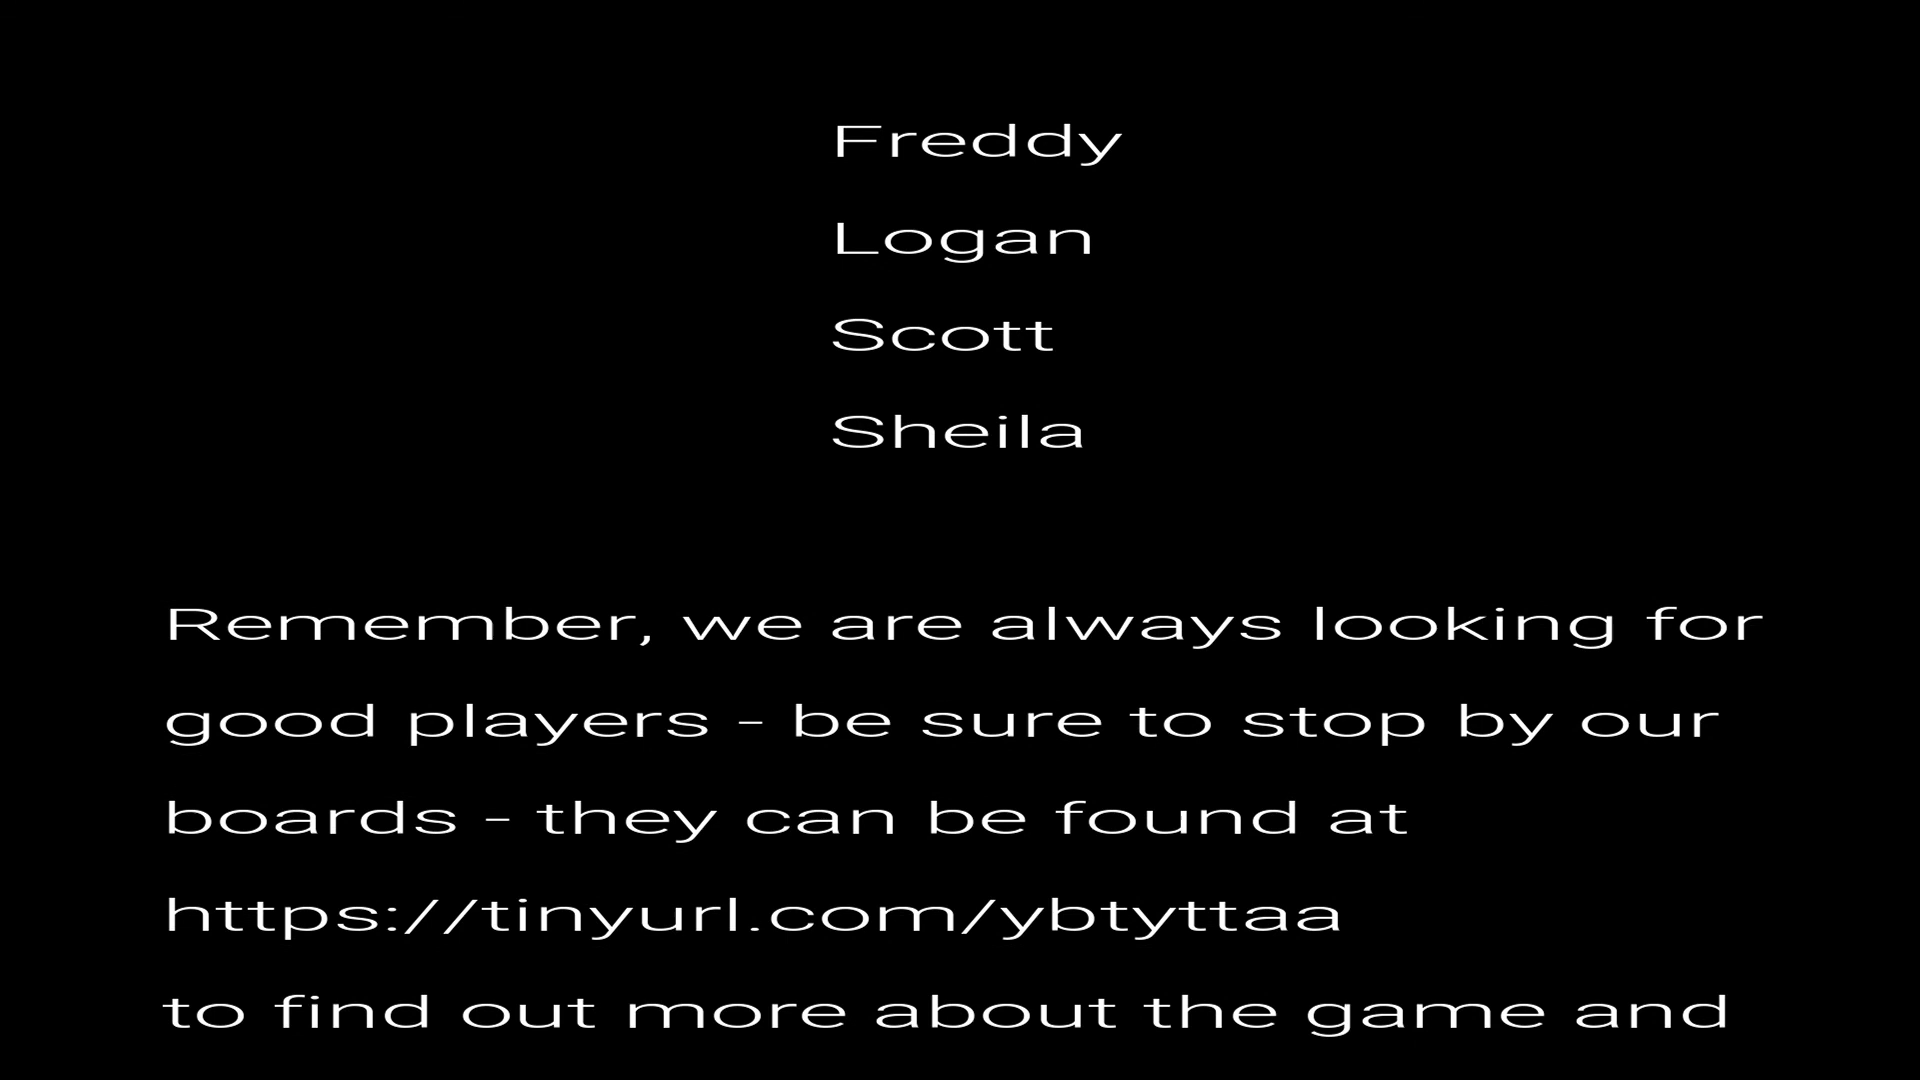 Freddy
Logan
Scott
Sheila
Remember, we are always looking for
good players - be sure to stop by our
boards - they can be found at
https://tinyurl.com/ybtyttaa
to find out more about the game and